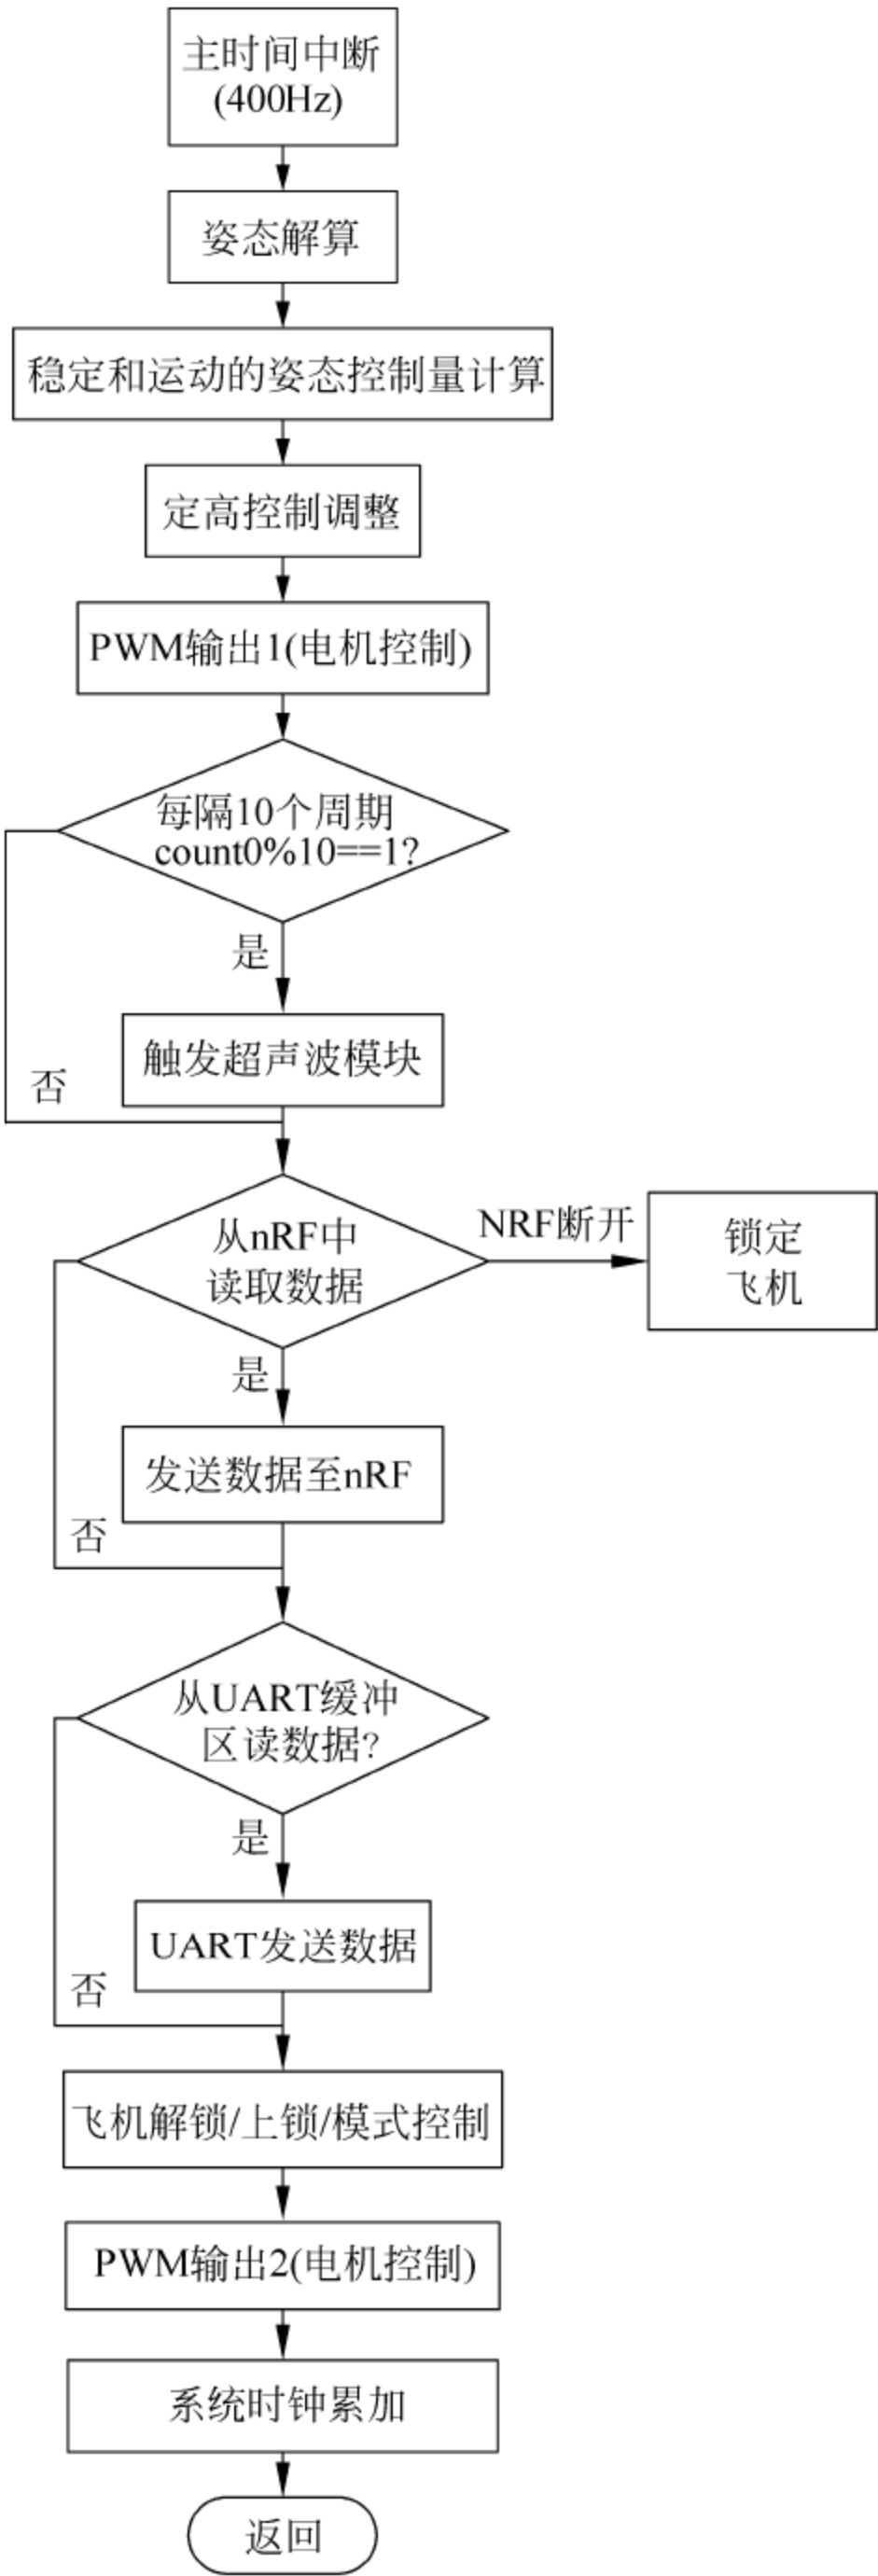 主时间中断
(400Hz)
姿态解算
稳定和运动的姿态控制量计算
定高控制调整
PWM输出1(电机控制)
每隔10个周期
count0%10==1?
是
触发超声波模块
否
从nRF中
读取数据
NRF断开
锁定
飞机
是
发送数据至nRF
否
从UART缓冲
区读数据?
是
UART发送数据
否
飞机解锁/上锁/模式控制
PWM输出2(电机控制)
系统时钟累加
返回